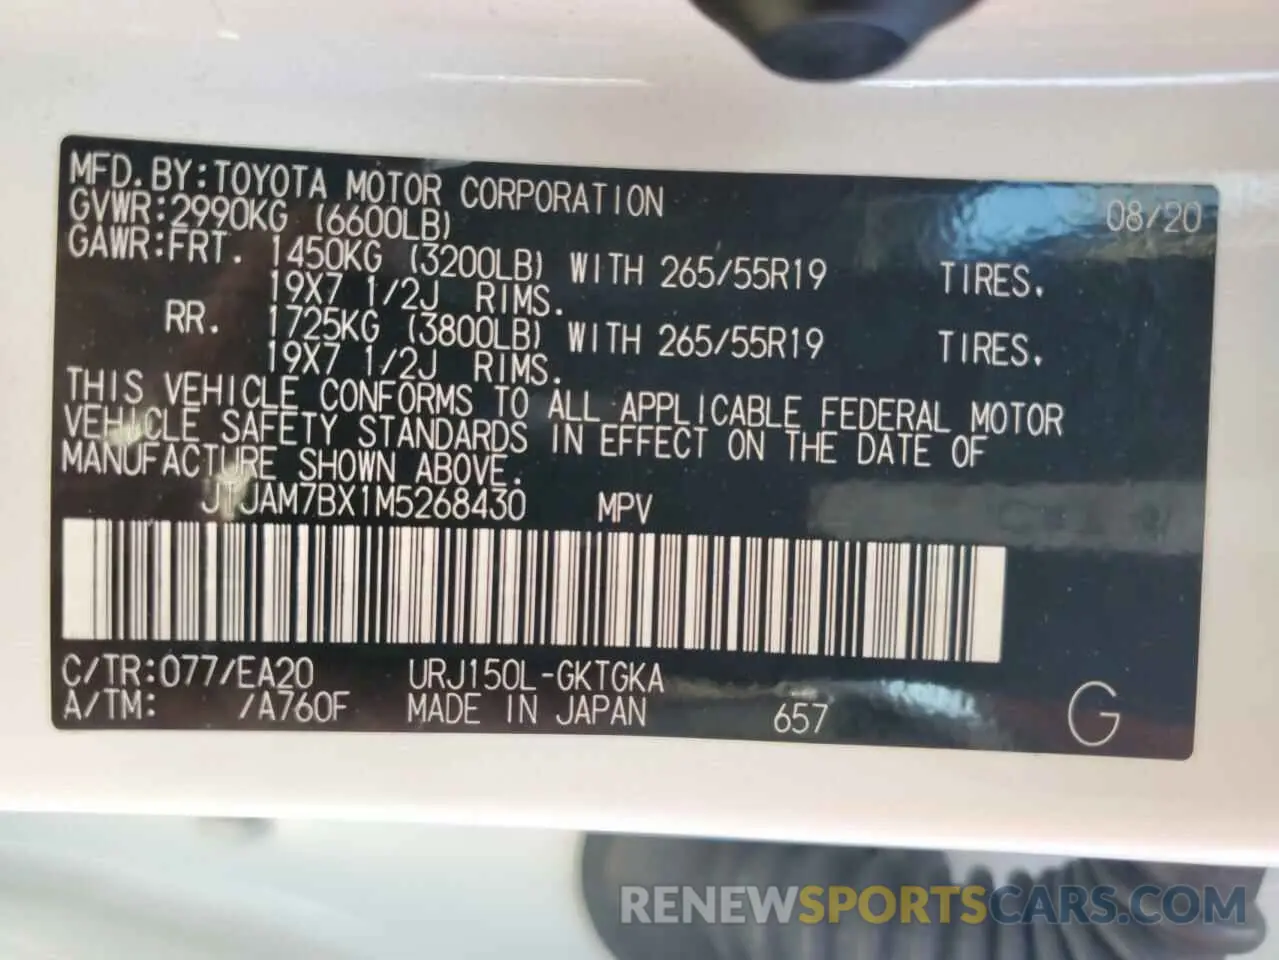 MFD. BY: TOYOTA MOTOR CORPORATION 08/20
GVWR: 2990KG (6600LB)
GAWR: FRT. 1450KG (3200LB) WITH 265/55R19 TIRES.
19X7 1/2J RIMS.
RR. 1725KG (3800LB) WITH 265/55R19 TIRES.
19X7 1/2J RIMS.
THIS VEHICLE CONFORMS TO ALL APPLICABLE FEDERAL MOTOR
VEHICLE SAFETY STANDARDS IN EFFECT ON THE DATE OF
MANUFACTURE SHOWN ABOVE.
JTJAM7BX1M5268430 MPV
C/TR: 077/EA20 URJ150L-GKTGKA
A/TM: /A760F MADE IN JAPAN 657 G
RENEWSPORTSCARS.COM